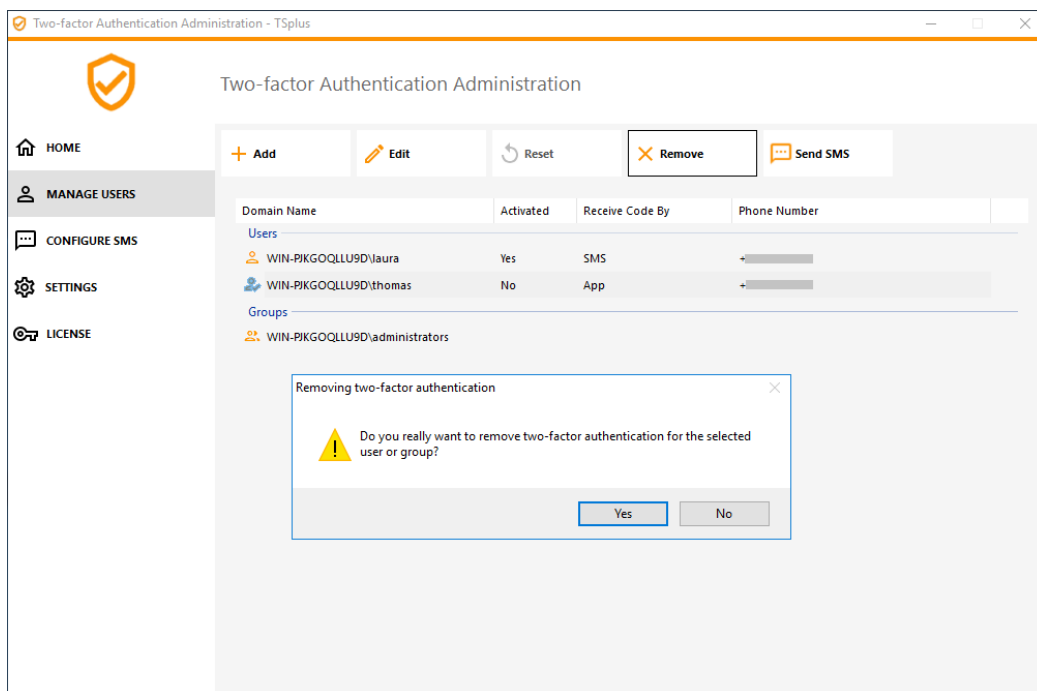 Two-factor Authentication Administration - TSplus
Two-factor Authentication Administration
HOME
MANAGE USERS
CONFIGURE SMS
SETTINGS
LICENSE
Add Edit Reset Remove Send SMS
Domain Name Activated Receive Code By Phone Number
Users
WIN-PJKGOQLLU9D\laura Yes SMS +
WIN-PJKGOQLLU9D\thomas No App +
Groups
WIN-PJKGOQLLU9D\administrators
Removing two-factor authentication
Do you really want to remove two-factor authentication for the selected
user or group?
Yes No